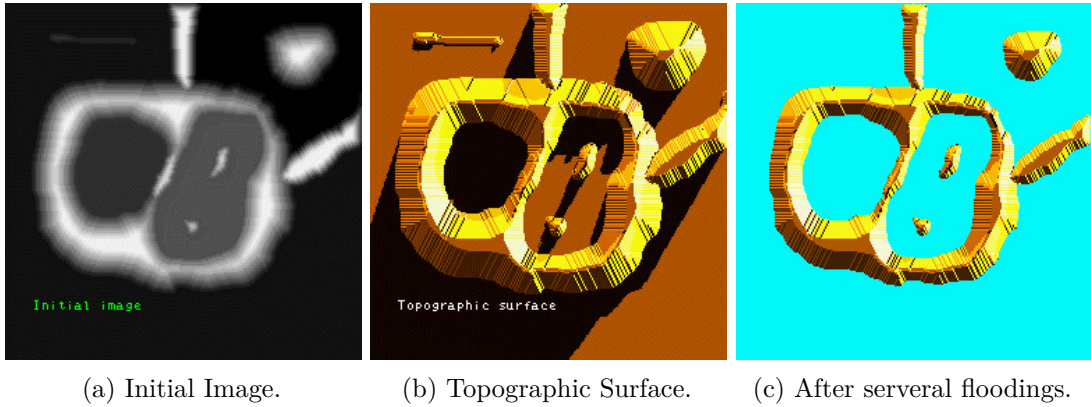 Initial image
Topographic surface
(a) Initial Image.
(b) Topographic Surface.
(c) After serveral floodings.